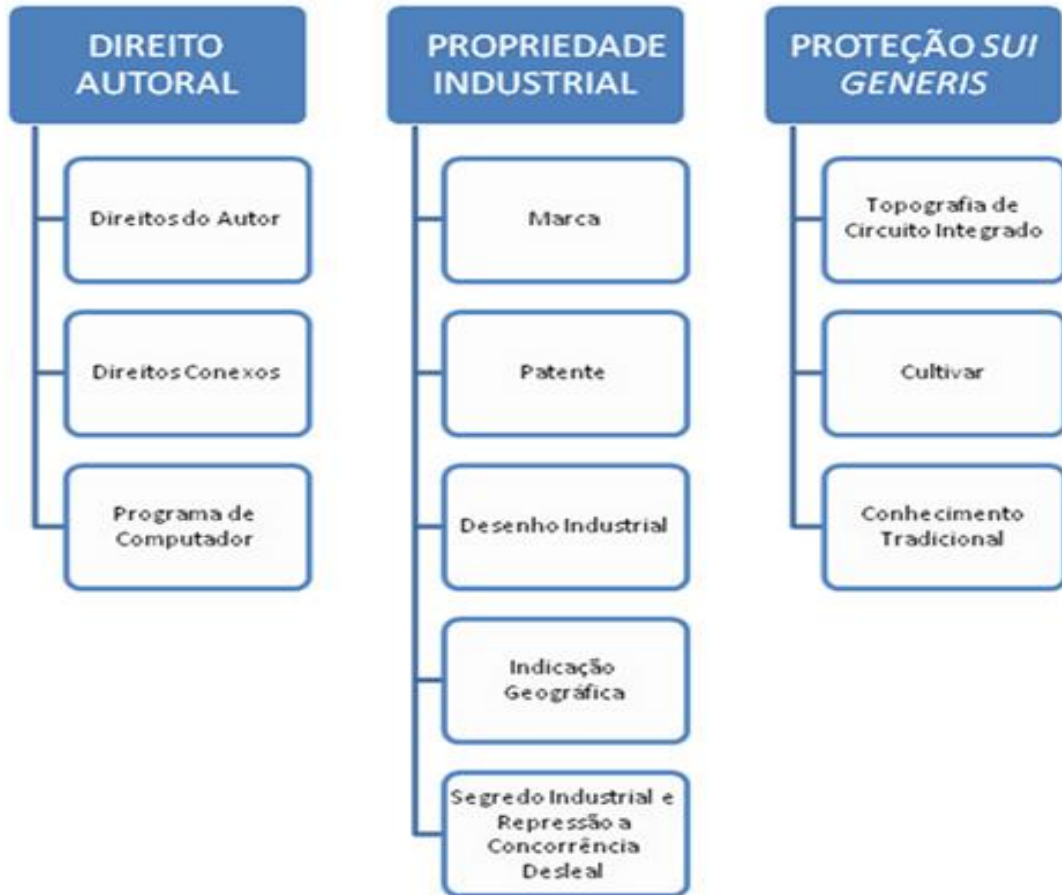 DIREITO
AUTORAL
Direitos do Autor
Direitos Conexos
Programa de
Computador
PROPRIEDADE
INDUSTRIAL
Marca
Patente
Desenho Industrial
Indicação
Geográfica
Segredo Industrial e
Repressão a
Concorrência
Desleal
PROTEÇÃO SUI
GENERIS
Topografia de
Circuito Integrado
Cultivar
Conhecimento
Tradicional